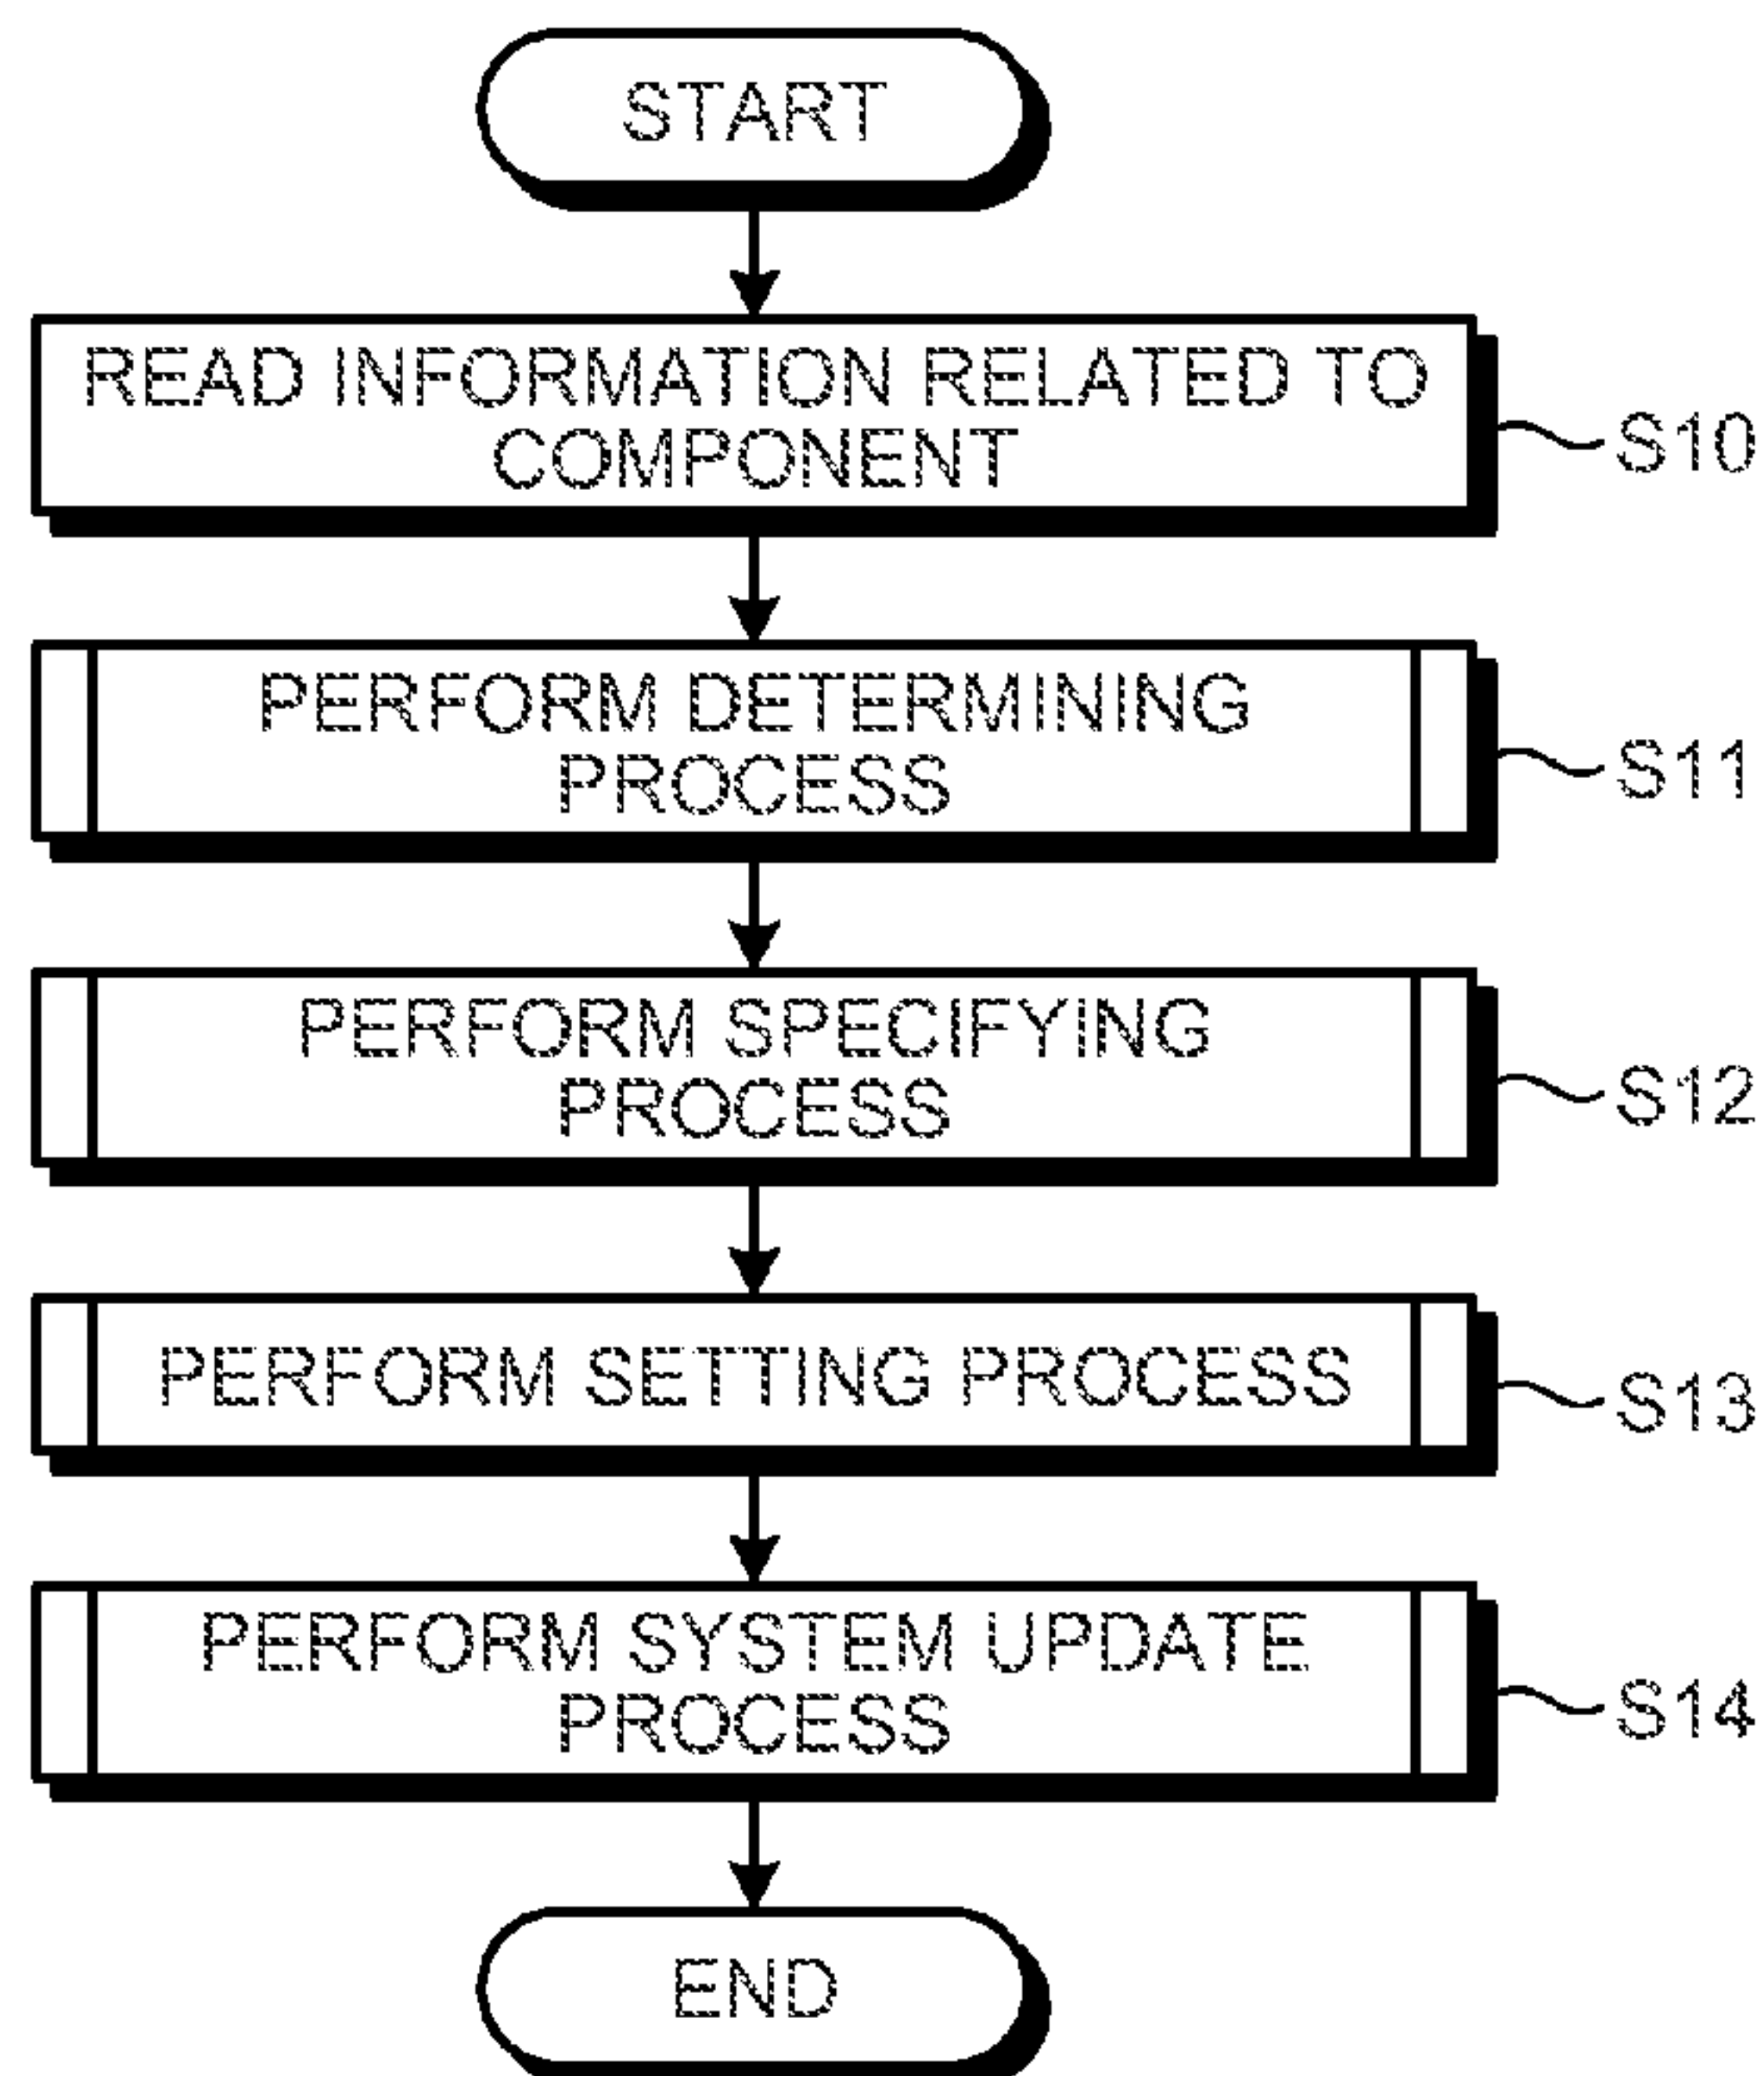 START
READ INFORMATION RELATED TO
COMPONENT
S10
PERFORM DETERMINING
PROCESS
S11
PERFORM SPECIFYING
PROCESS
S12
PERFORM SETTING PROCESS
S13
PERFORM SYSTEM UPDATE
PROCESS
S14
END